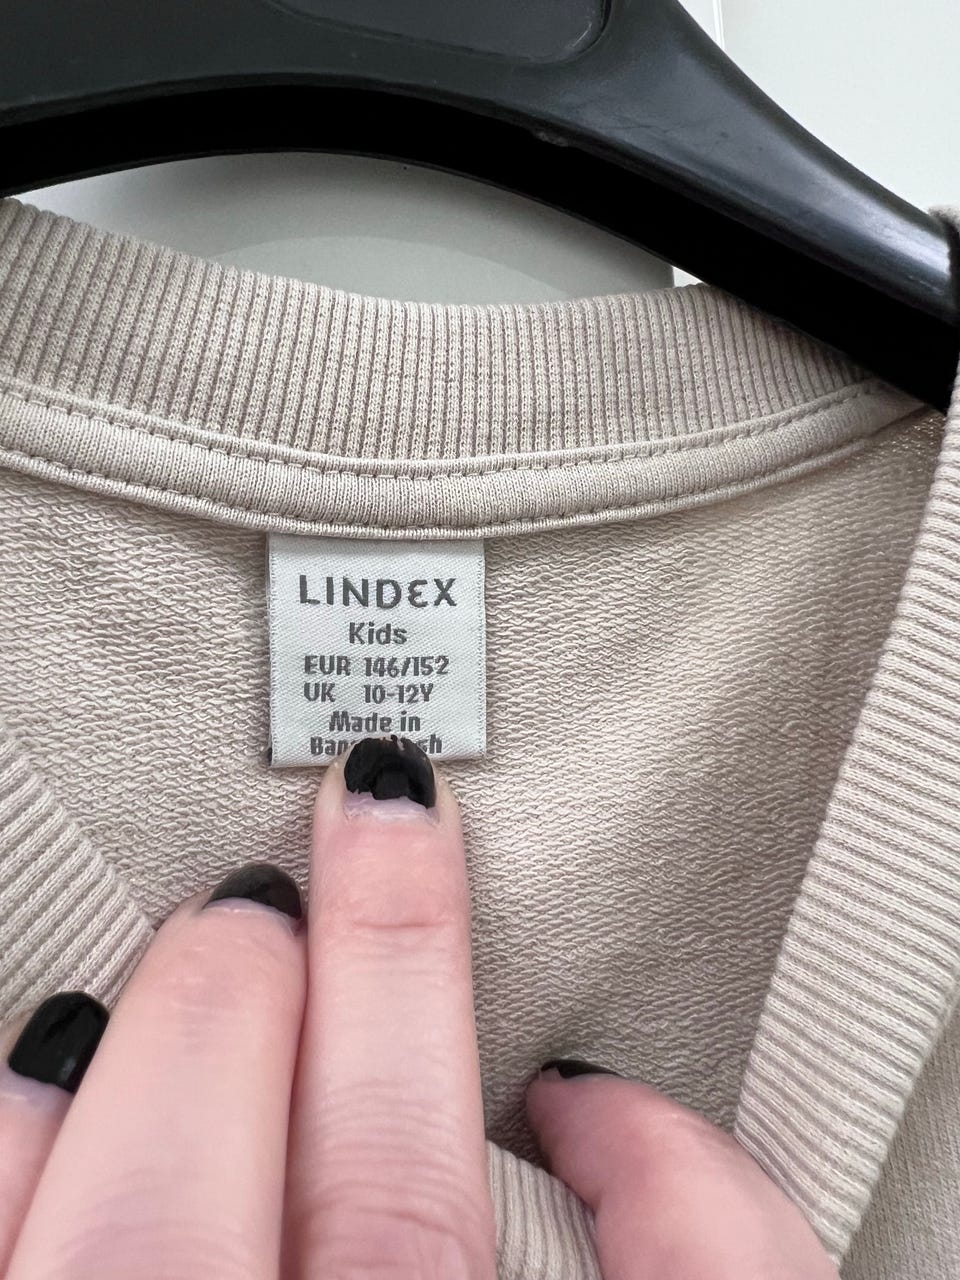 LINDEX
Kids
EUR 146/152
UK 10-12Y
Made in